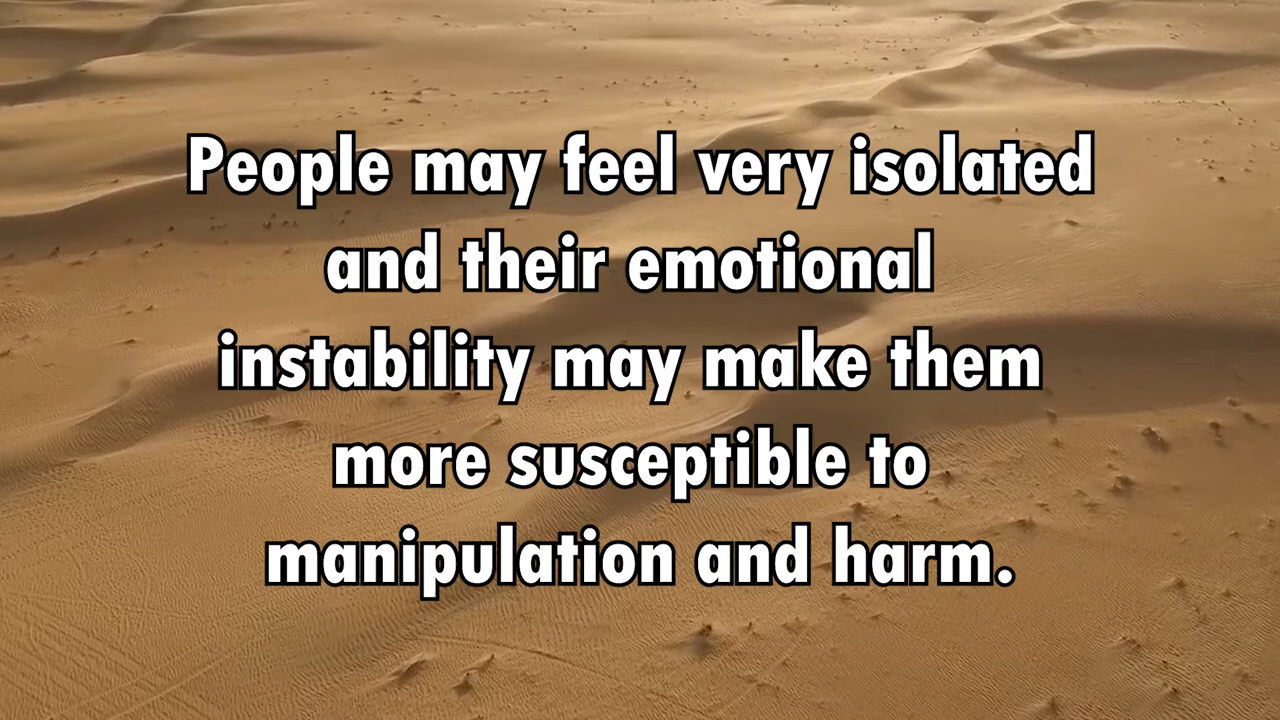 People may feel very isolated
and their emotional
instability may make them
more susceptible to
manipulation and harm.